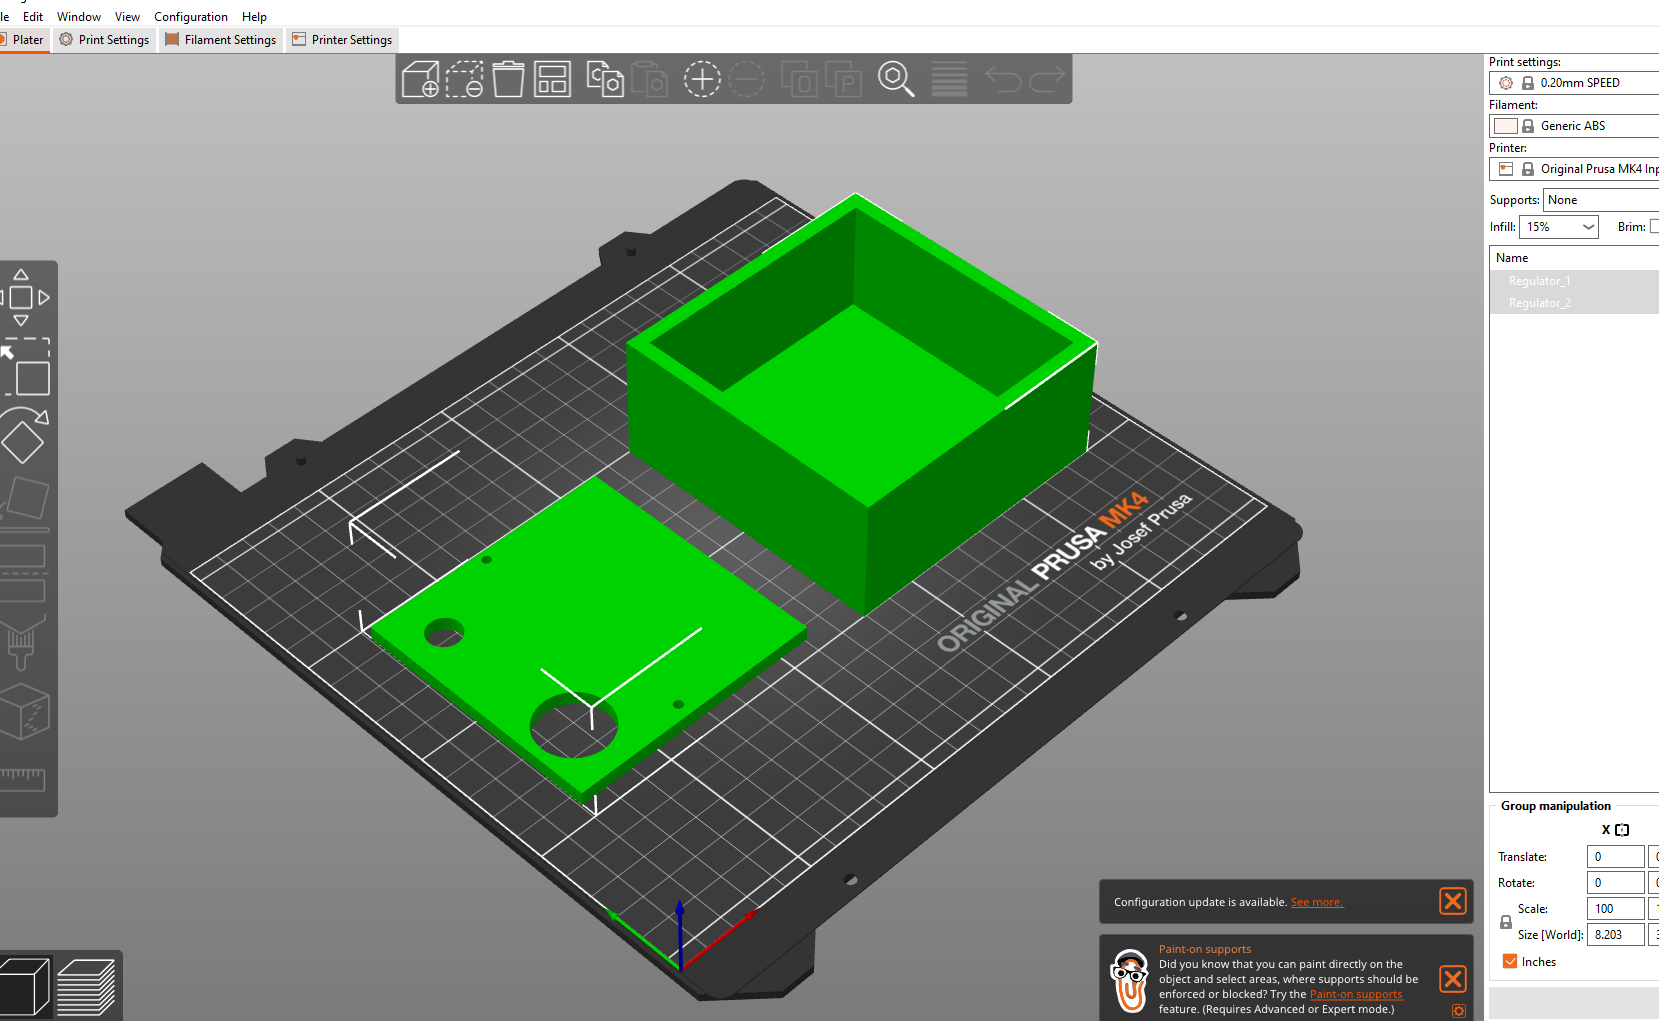 le Edit Window View Configuration Help
Plater Print Settings Filament Settings Printer Settings
Print settings:
0.20mm SPEED
Filament:
Generic ABS
Printer:
Original Prusa MK4 Inp
Supports: None
Infill: 15% Brim:
Name
Regulator_1
Regulator_2
ORIGINAL PRUSA MK4
by Josef Prusa
Group manipulation
X
Translate: 0
Rotate: 0
Scale: 100
Size [World]: 8.203
Inches
Configuration update is available. See more.
Paint-on supports
Did you know that you can paint directly on the
object and select areas, where supports should be
enforced or blocked? Try the Paint-on supports
feature. (Requires Advanced or Expert mode.)